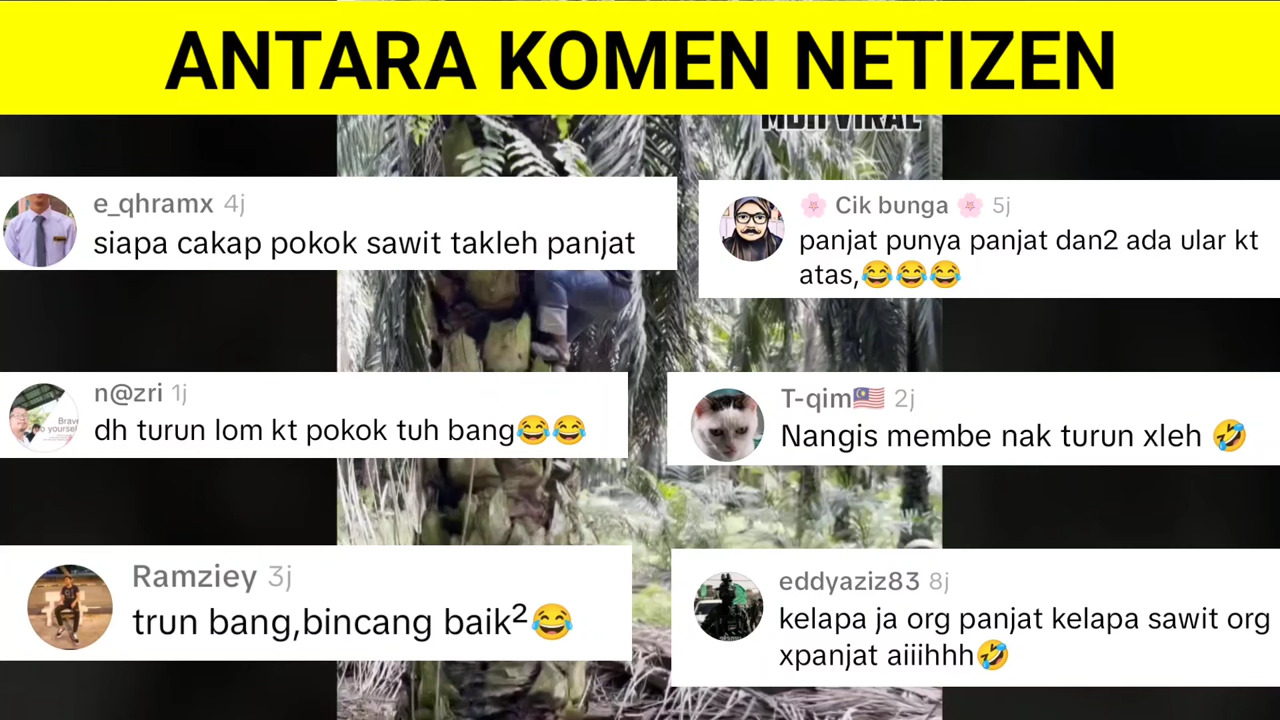 ANTARA KOMEN NETIZEN
MDH VIRAL
e_qhramx 4j
siapa cakap pokok sawit takleh panjat
🌸 Cik bunga 🌸 5j
panjat punya panjat dan2 ada ular kt
atas,😂😂😂
n@zri 1j
dh turun lom kt pokok tuh bang😂😂
T-qim🇲🇾 2j
Nangis membe nak turun xleh 🤣
Ramziey 3j
trun bang,bincang baik²😂
eddyaziz83 8j
kelapa ja org panjat kelapa sawit org
xpanjat aiiihhh🤣